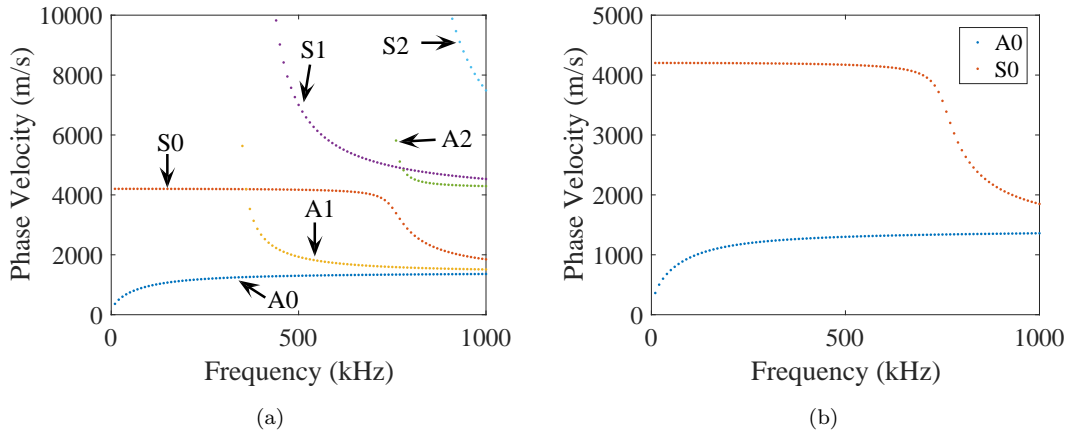 10000
8000
6000
4000
2000
0
Phase Velocity (m/s)
S1
S2
S0
A2
A1
A0
0
500
1000
Frequency (kHz)
(a)
5000
4000
3000
2000
1000
0
Phase Velocity (m/s)
A0
S0
0
500
1000
Frequency (kHz)
(b)